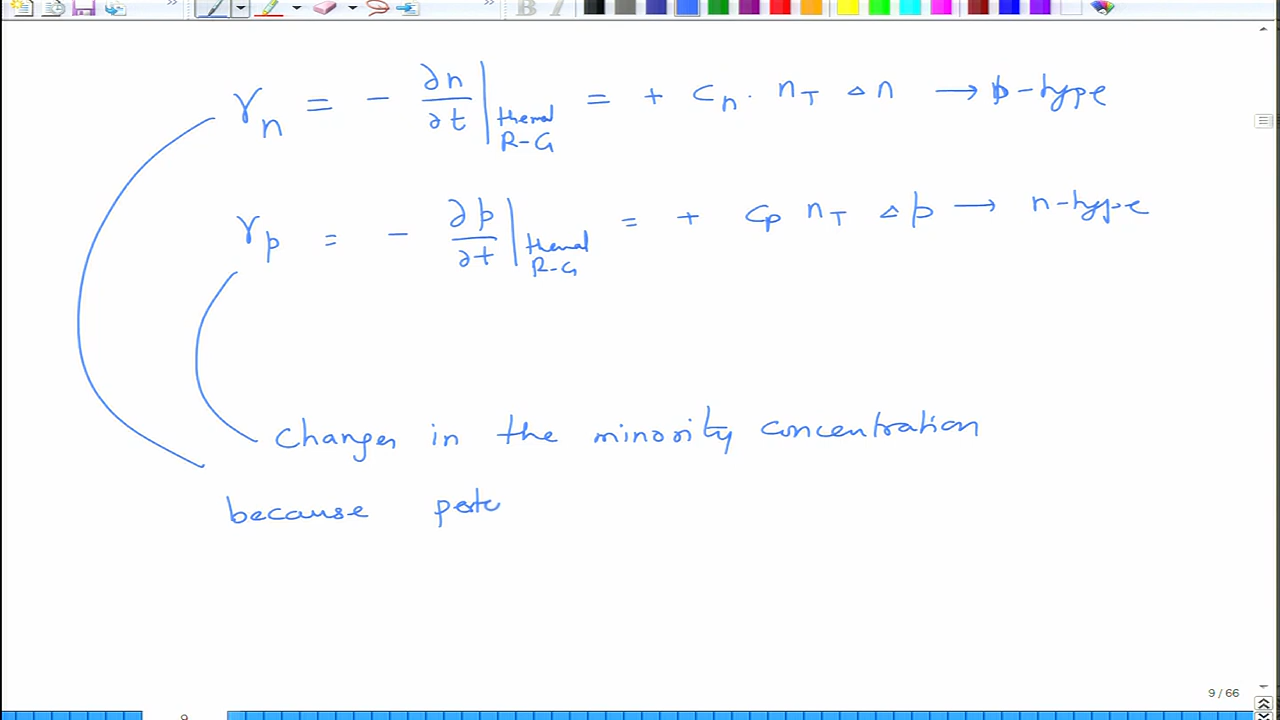 r_n = − ∂n/∂t |thermal R-G = + C_n · n_T Δn → p-type
r_p = − ∂p/∂t |thermal R-G = + C_p n_T Δp → n-type
Changes in the minority concentration
because
9 / 66
9